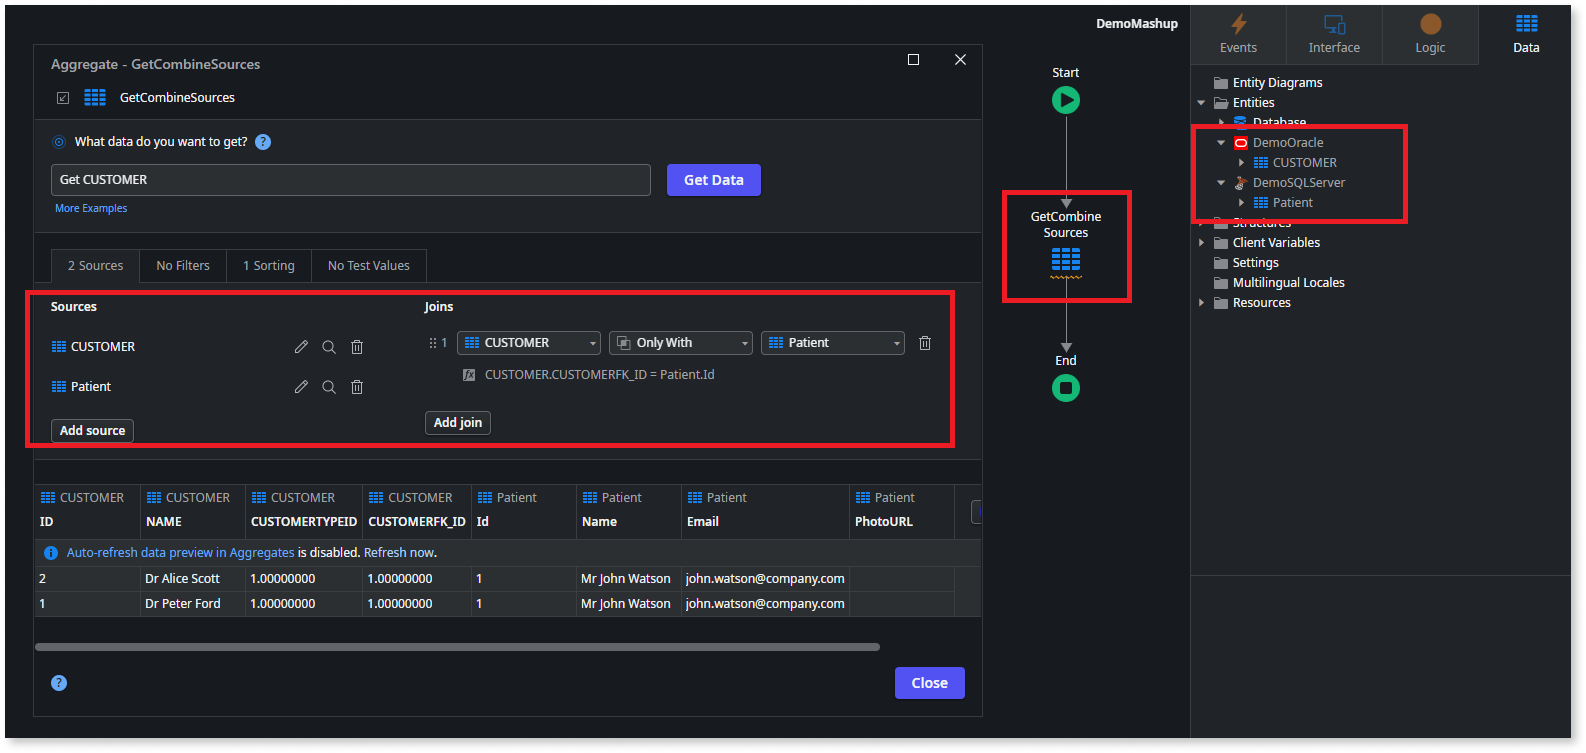 DemoMashup
Events
Interface
Logic
Data
Aggregate - GetCombineSources
GetCombineSources
What data do you want to get? ?
Get CUSTOMER
Get Data
More Examples
2 Sources
No Filters
1 Sorting
No Test Values
Sources
Joins
CUSTOMER
1 CUSTOMER Only With Patient
CUSTOMER.CUSTOMERFK_ID = Patient.Id
Patient
Add source
Add join
CUSTOMER CUSTOMER CUSTOMER CUSTOMER Patient Patient Patient Patient
ID NAME CUSTOMERTYPEID CUSTOMERFK_ID Id Name Email PhotoURL
Auto-refresh data preview in Aggregates is disabled. Refresh now.
2 Dr Alice Scott 1.00000000 1.00000000 1 Mr John Watson john.watson@company.com
1 Dr Peter Ford 1.00000000 1.00000000 1 Mr John Watson john.watson@company.com
?
Close
Start
GetCombine
Sources
End
Entity Diagrams
Entities
Database
DemoOracle
CUSTOMER
DemoSQLServer
Patient
Structures
Client Variables
Settings
Multilingual Locales
Resources